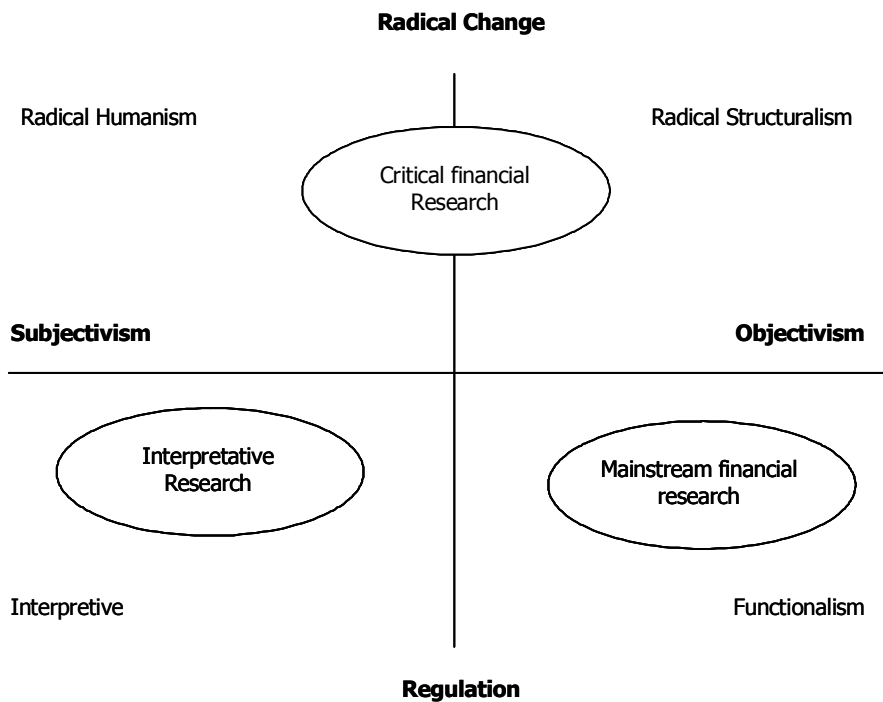 Radical Change
Radical Humanism
Radical Structuralism
Critical financial
Research
Subjectivism
Objectivism
Interpretative
Research
Mainstream financial
research
Interpretive
Functionalism
Regulation